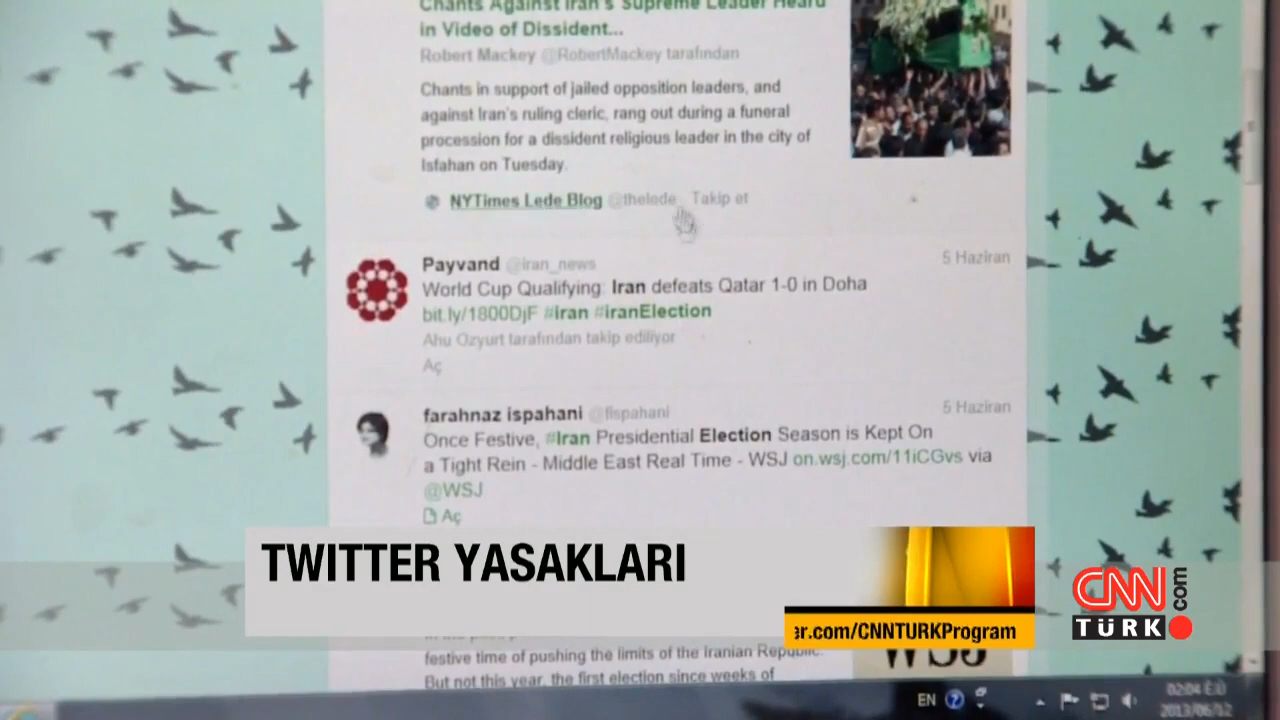 Chants Against Iran's Supreme Leader Heard
in Video of Dissident...
Robert Mackey @RobertMackey tarafından
Chants in support of jailed opposition leaders, and
against Iran's ruling cleric, rang out during a funeral
procession for a dissident religious leader in the city of
Isfahan on Tuesday.
NYTimes Lede Blog @thelede Takip et
Payvand @iran_news 5 Haziran
World Cup Qualifying: Iran defeats Qatar 1-0 in Doha
bit.ly/1800DjF #iran #iranElection
Ahu Ozyurt tarafından takip ediliyor
Aç
farahnaz ispahani @fispahani 5 Haziran
Once Festive, #Iran Presidential Election Season is Kept On
a Tight Rein - Middle East Real Time - WSJ on.wsj.com/11iCGvs via
@WSJ
Aç
TWITTER YASAKLARI
er.com/CNNTURKProgram
CNN.com
TÜRK
festive time of pushing the limits of the Iranian Republic.
But not this year, the first election since weeks of
WSJ
EN
02:04
2013/06/12